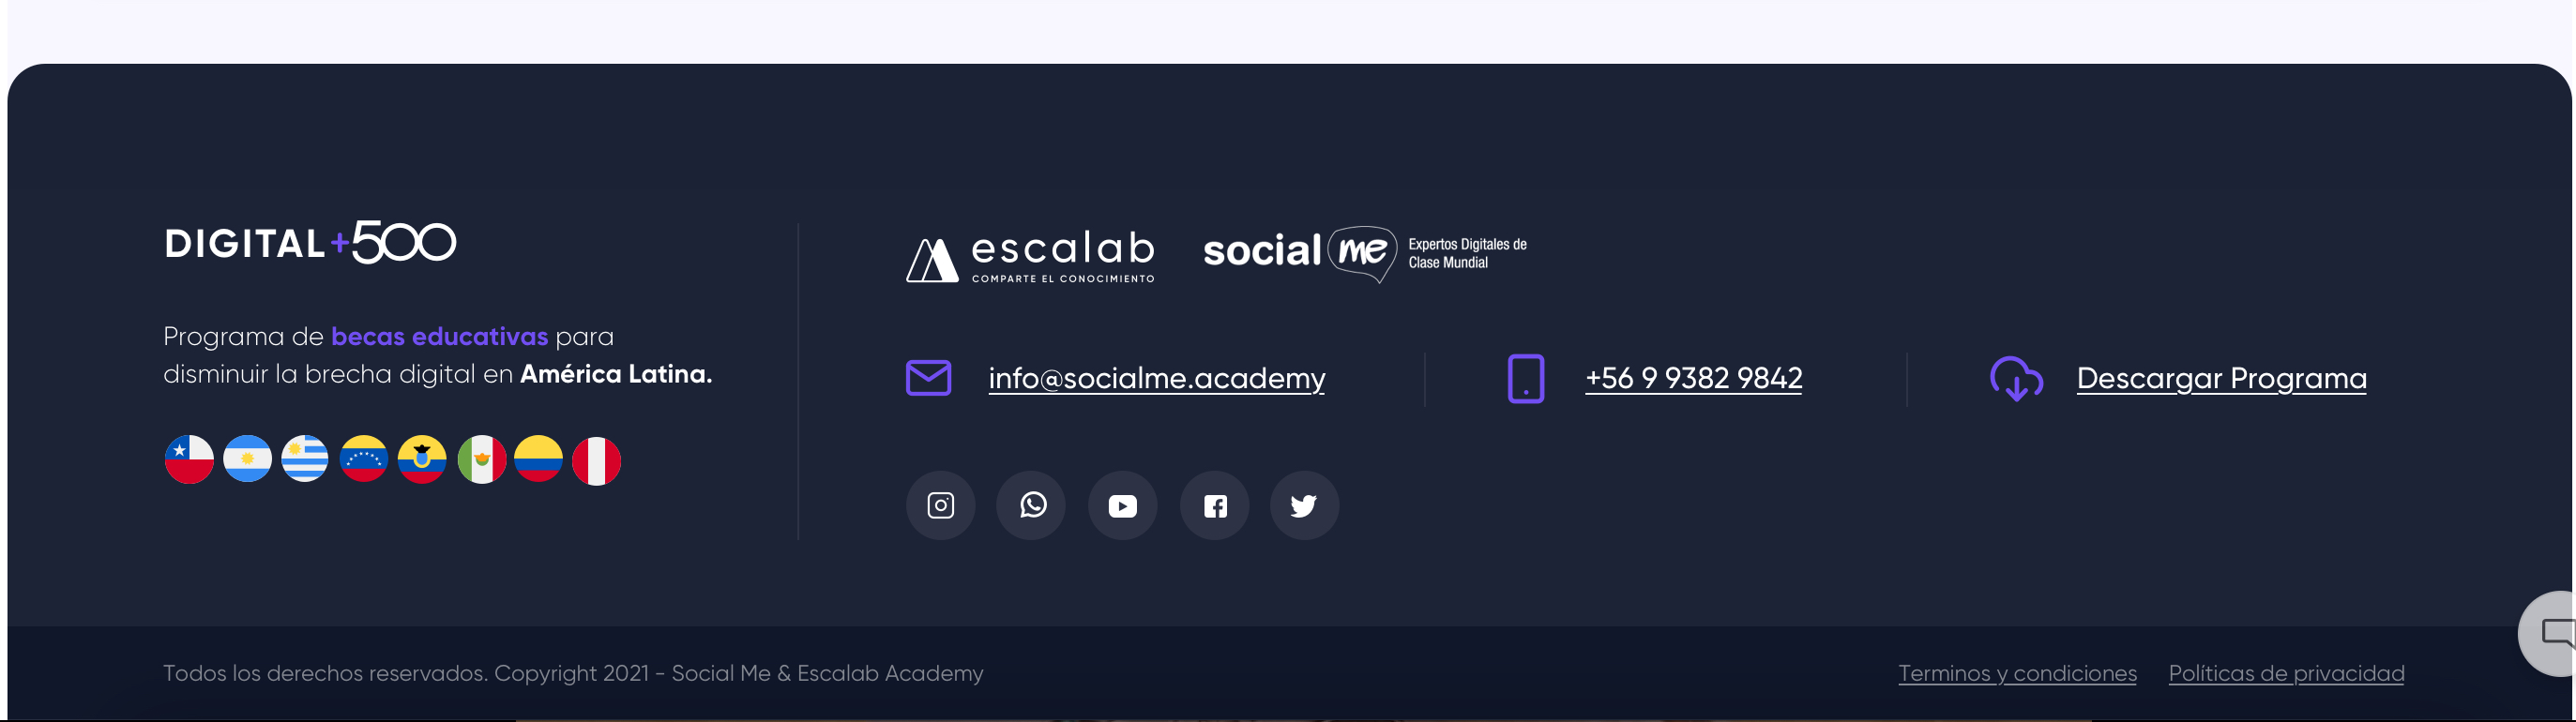 DIGITAL+500
Programa de becas educativas para
disminuir la brecha digital en América Latina.
escalab
COMPARTE EL CONOCIMIENTO
social me
Expertos Digitales de
Clase Mundial
info@socialme.academy
+56 9 9382 9842
Descargar Programa
Todos los derechos reservados. Copyright 2021 - Social Me & Escalab Academy
Terminos y condiciones
Políticas de privacidad